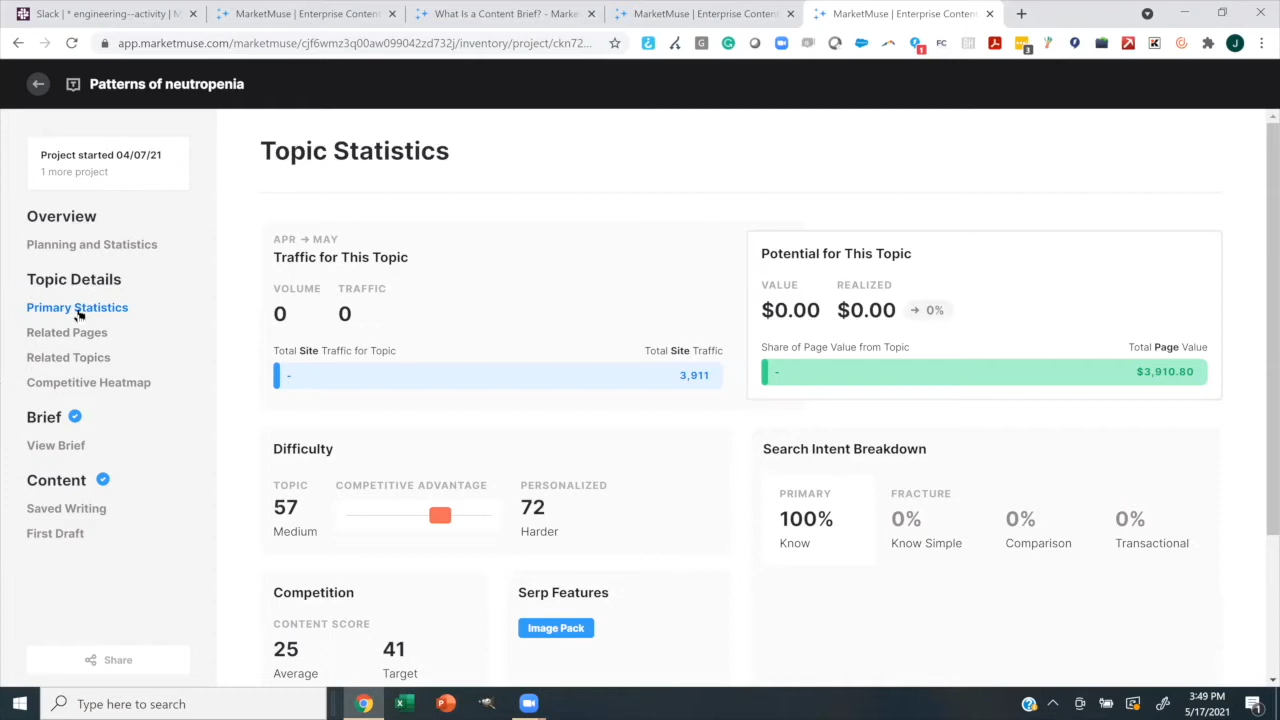 Slack | * engineering--activity | M
MarketMuse | Enterprise Content
What Is a Content Brief? - Market
MarketMuse | Enterprise Content
MarketMuse | Enterprise Conten
app.marketmuse.com/marketmuse/cjf6wmz3q00aw099042zd732j/inventory/project/ckn72...
G
1
FC
3
K
J
Patterns of neutropenia
Project started 04/07/21
1 more project
Overview
Planning and Statistics
Topic Details
Primary Statistics
Related Pages
Related Topics
Competitive Heatmap
Brief
View Brief
Content
Saved Writing
First Draft
Share
Topic Statistics
APR → MAY
Traffic for This Topic
VOLUME TRAFFIC
0 0
Total Site Traffic for Topic Total Site Traffic
- 3,911
Potential for This Topic
VALUE REALIZED
$0.00 $0.00 → 0%
Share of Page Value from Topic Total Page Value
- $3,910.80
Difficulty
TOPIC COMPETITIVE ADVANTAGE PERSONALIZED
57 72
Medium Harder
Search Intent Breakdown
PRIMARY FRACTURE
100% 0% 0% 0%
Know Know Simple Comparison Transactional
Competition
CONTENT SCORE
25 41
Average Target
Serp Features
Image Pack
Type here to search
3:49 PM
5/17/2021
1